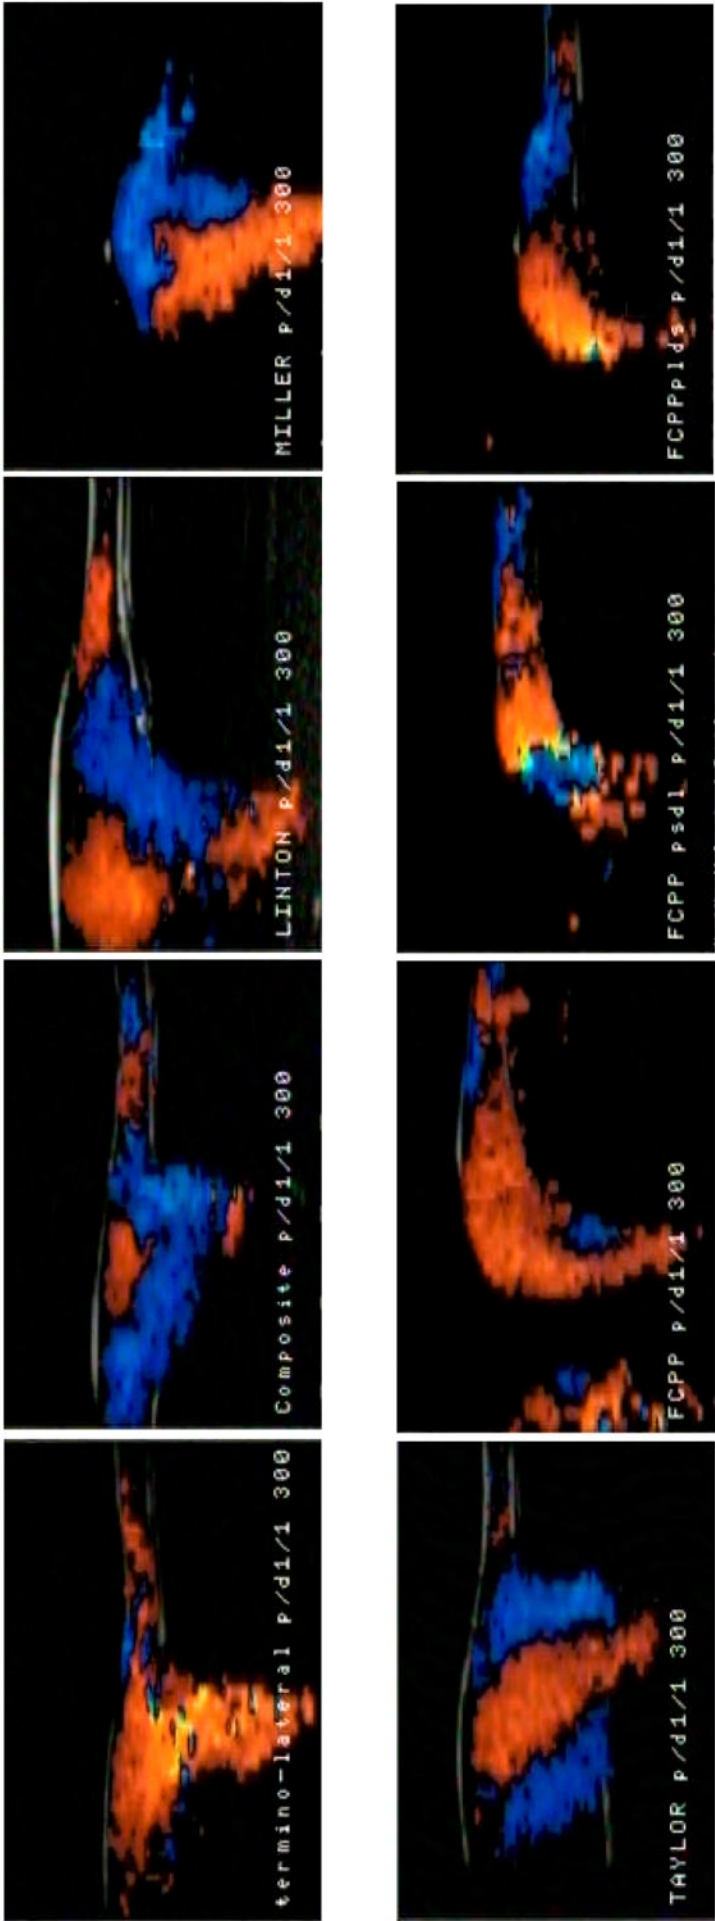 termino-lateral p/d1/1 300
Composite p/d1/1 300
LINTON p/d1/1 300
MILLER p/d1/1 300
TAYLOR p/d1/1 300
FCPP p/d1/1 300
FCPP psdl p/d1/1 300
FCPPplds p/d1/1 300